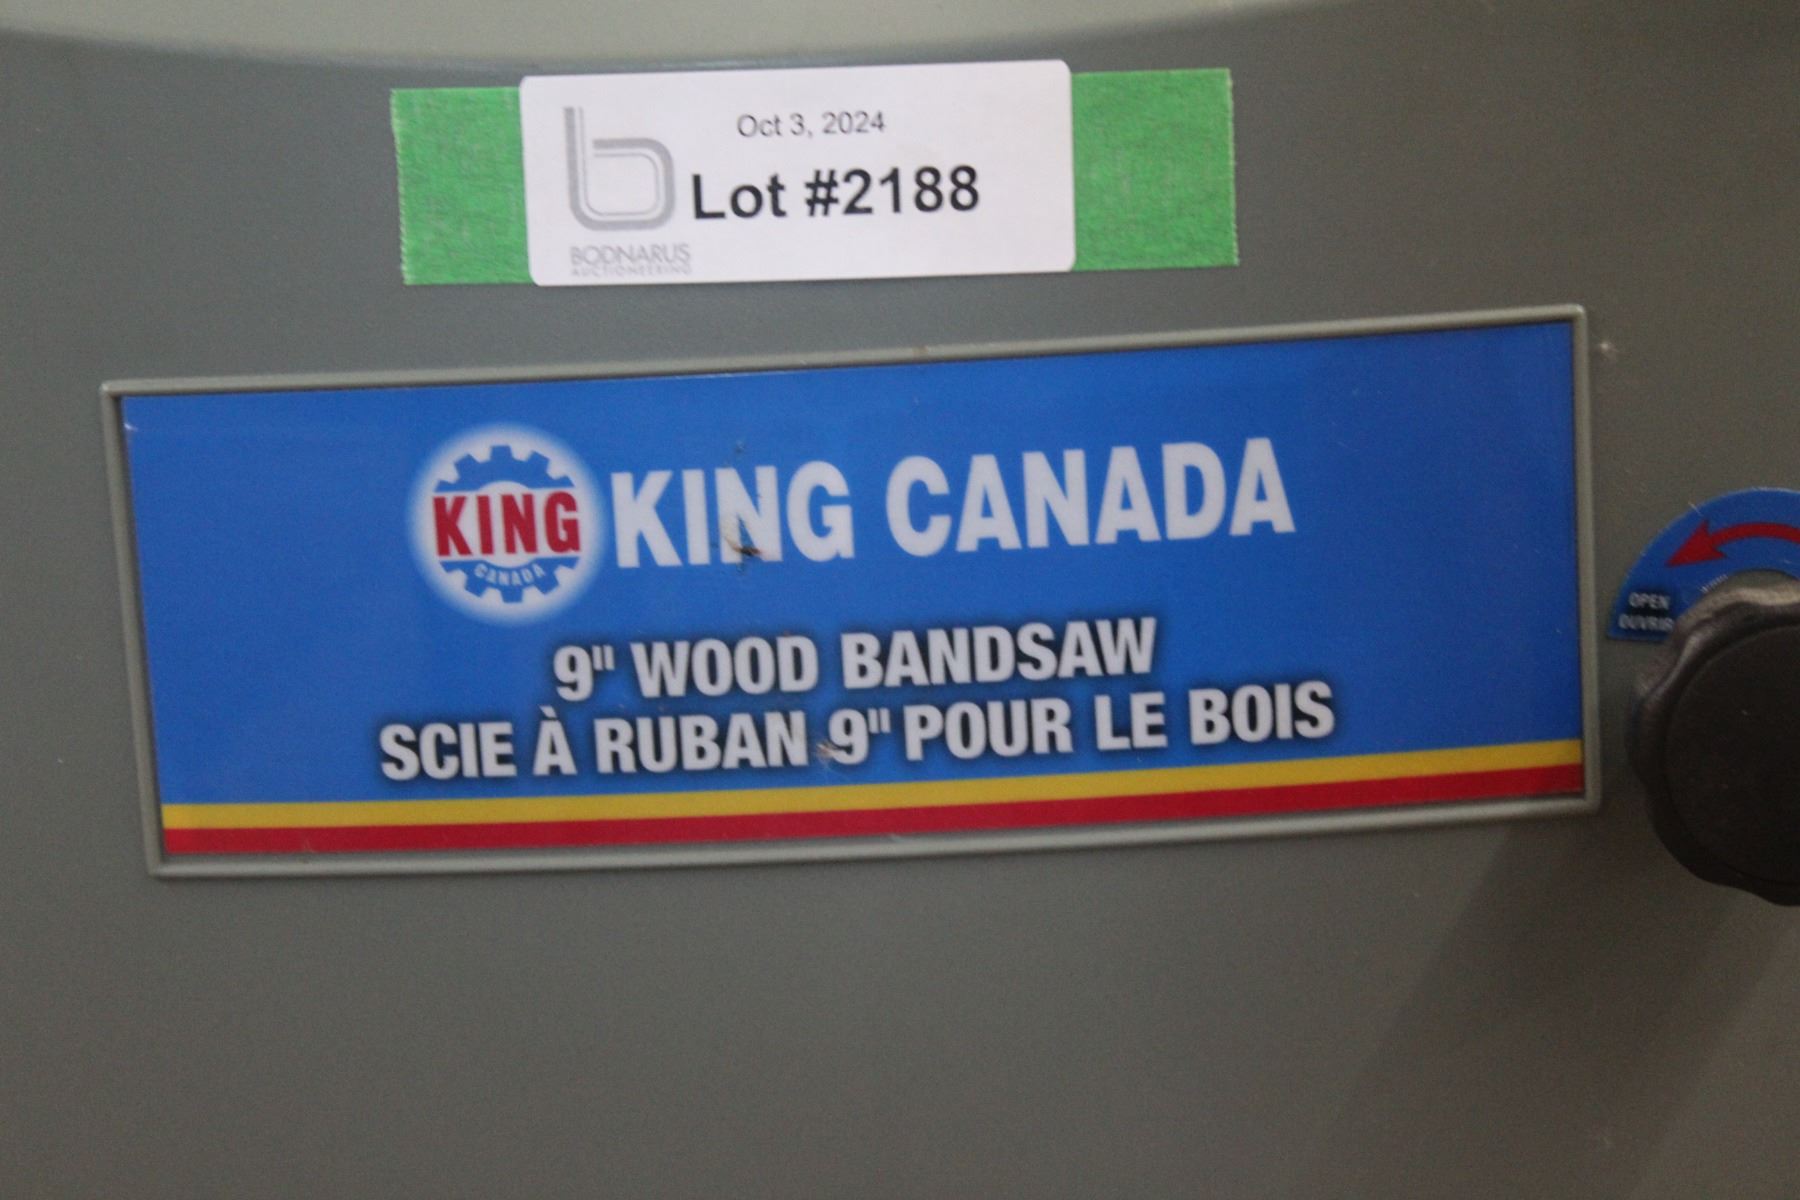 Oct 3, 2024
Lot #2188
BODNARUS
AUCTIONEERING
KING
CANADA
KING CANADA
9" WOOD BANDSAW
SCIE À RUBAN 9" POUR LE BOIS
OPEN
OUVRIR